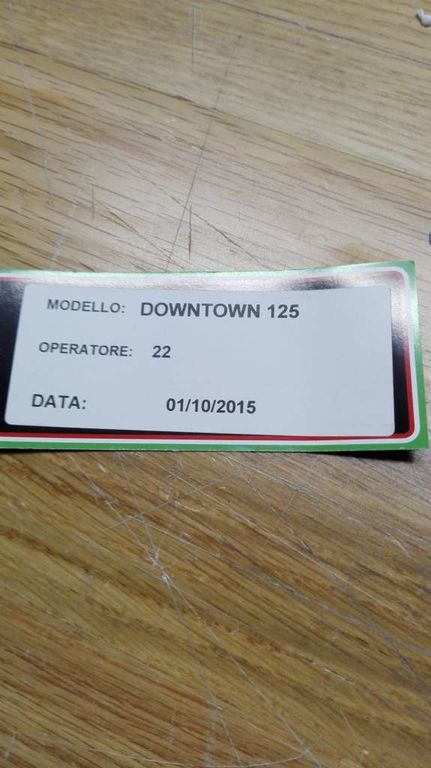 MODELLO: DOWNTOWN 125
OPERATORE: 22
DATA: 01/10/2015